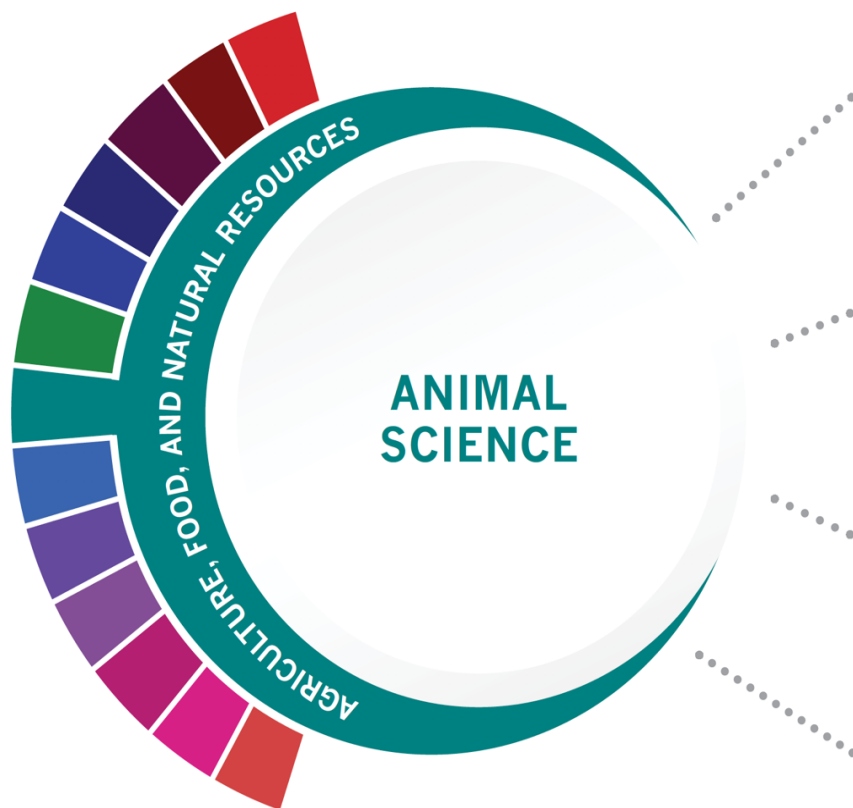 AGRICULTURE, FOOD, AND NATURAL RESOURCES
ANIMAL
SCIENCE